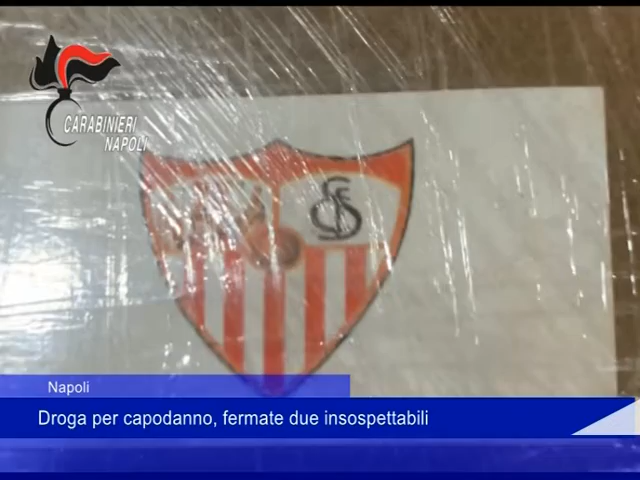 CARABINIERI
NAPOLI
Napoli
Droga per capodanno, fermate due insospettabili